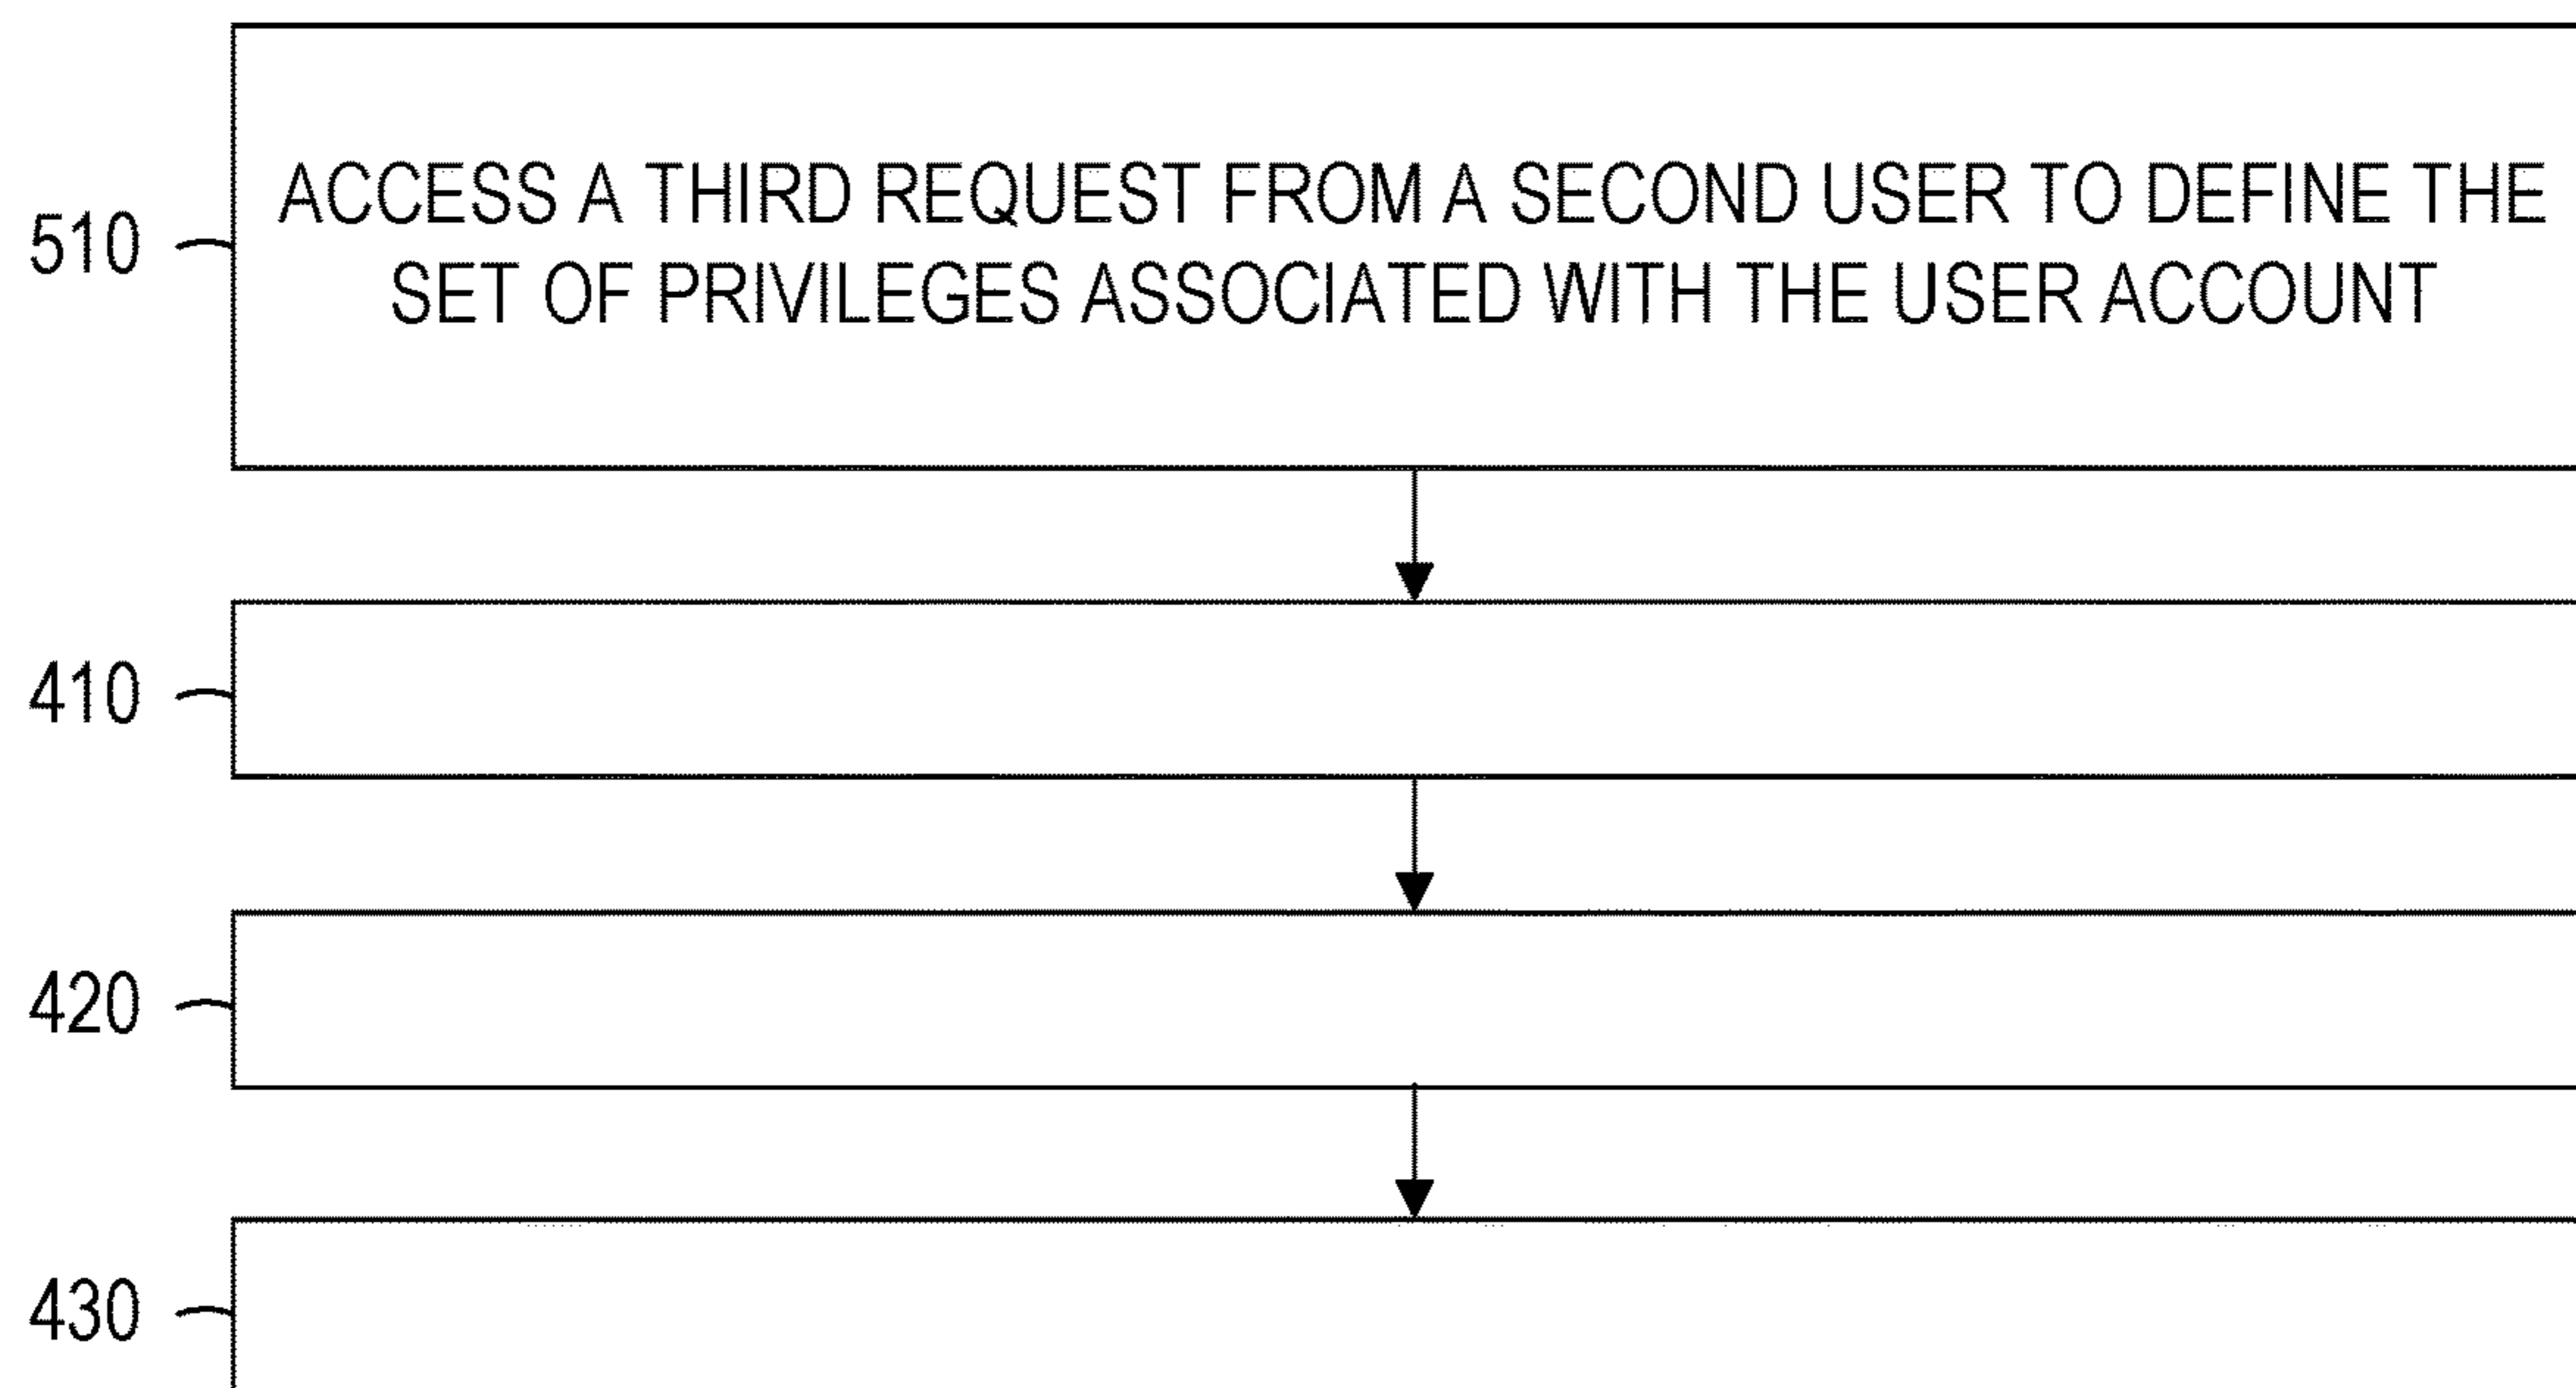 510
ACCESS A THIRD REQUEST FROM A SECOND USER TO DEFINE THE
SET OF PRIVILEGES ASSOCIATED WITH THE USER ACCOUNT
410
420
430